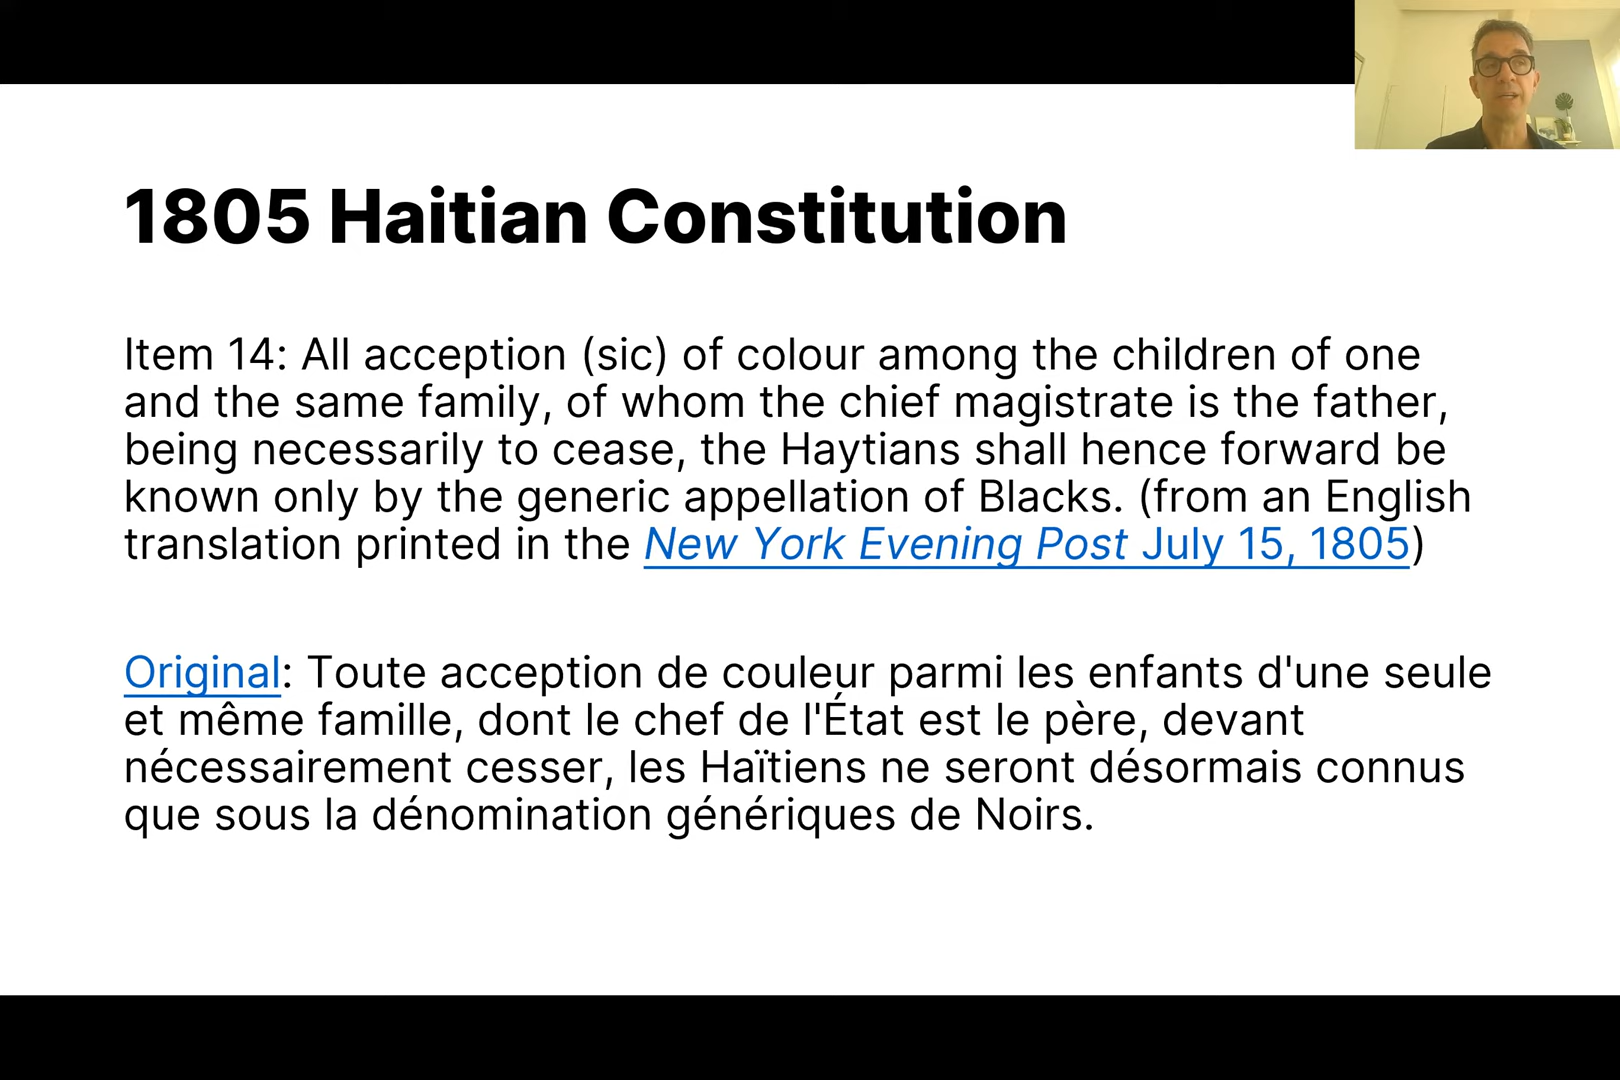 1805 Haitian Constitution
Item 14: All acception (sic) of colour among the children of one
and the same family, of whom the chief magistrate is the father,
being necessarily to cease, the Haytians shall hence forward be
known only by the generic appellation of Blacks. (from an English
translation printed in the New York Evening Post July 15, 1805)
Original: Toute acception de couleur parmi les enfants d'une seule
et même famille, dont le chef de l'État est le père, devant
nécessairement cesser, les Haïtiens ne seront désormais connus
que sous la dénomination génériques de Noirs.